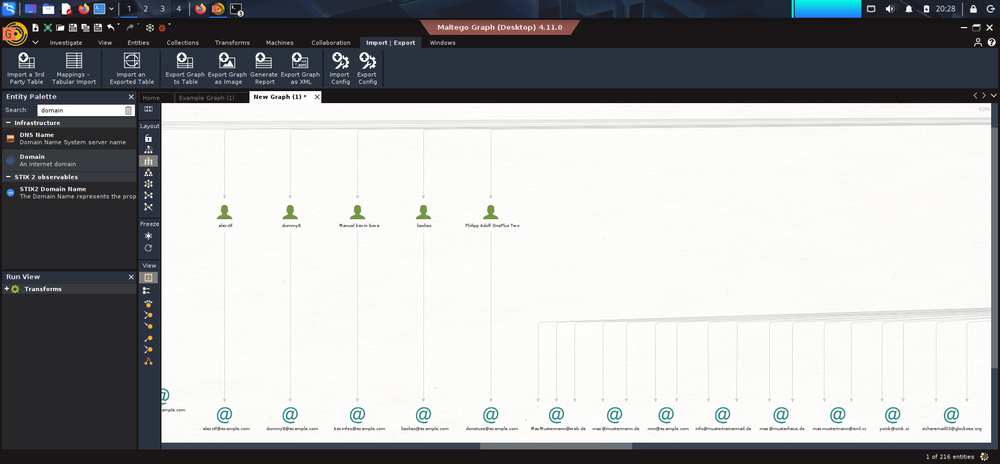 1 2 3 4
3
20:28
Maltego Graph (Desktop) 4.11.0
Investigate View Entities Collections Transforms Machines Collaboration Import | Export Windows
Import a 3rd Party Table
Mappings - Tabular Import
Import an Exported Table
Export Graph to Table
Export Graph as Image
Generate Report
Export Graph as XML
Import Config
Export Config
Entity Palette
Search: domain
Infrastructure
DNS Name
Domain Name System server name
Domain
An internet domain
STIX 2 observables
STIX2 Domain Name
The Domain Name represents the prop
Run View
Transforms
Home Example Graph (1) New Graph (1) *
Layout
Freeze
View
63%
alexctf dummy8 Manuel kevin bove liaoliao Philipp Adolf OnePlus Two
ample.com
alexctf@example.com dummy8@example.com kevinfeo@example.com liaoliao@example.com donotuse@example.com MaxMustermann@web.de max@mustermann.de mm@example.com info@mustertrainermail.de max@musterhaus.de maxmustermann@eml.cc yoink@oink.oi sicheremail03@glocksee.org
1 of 216 entities